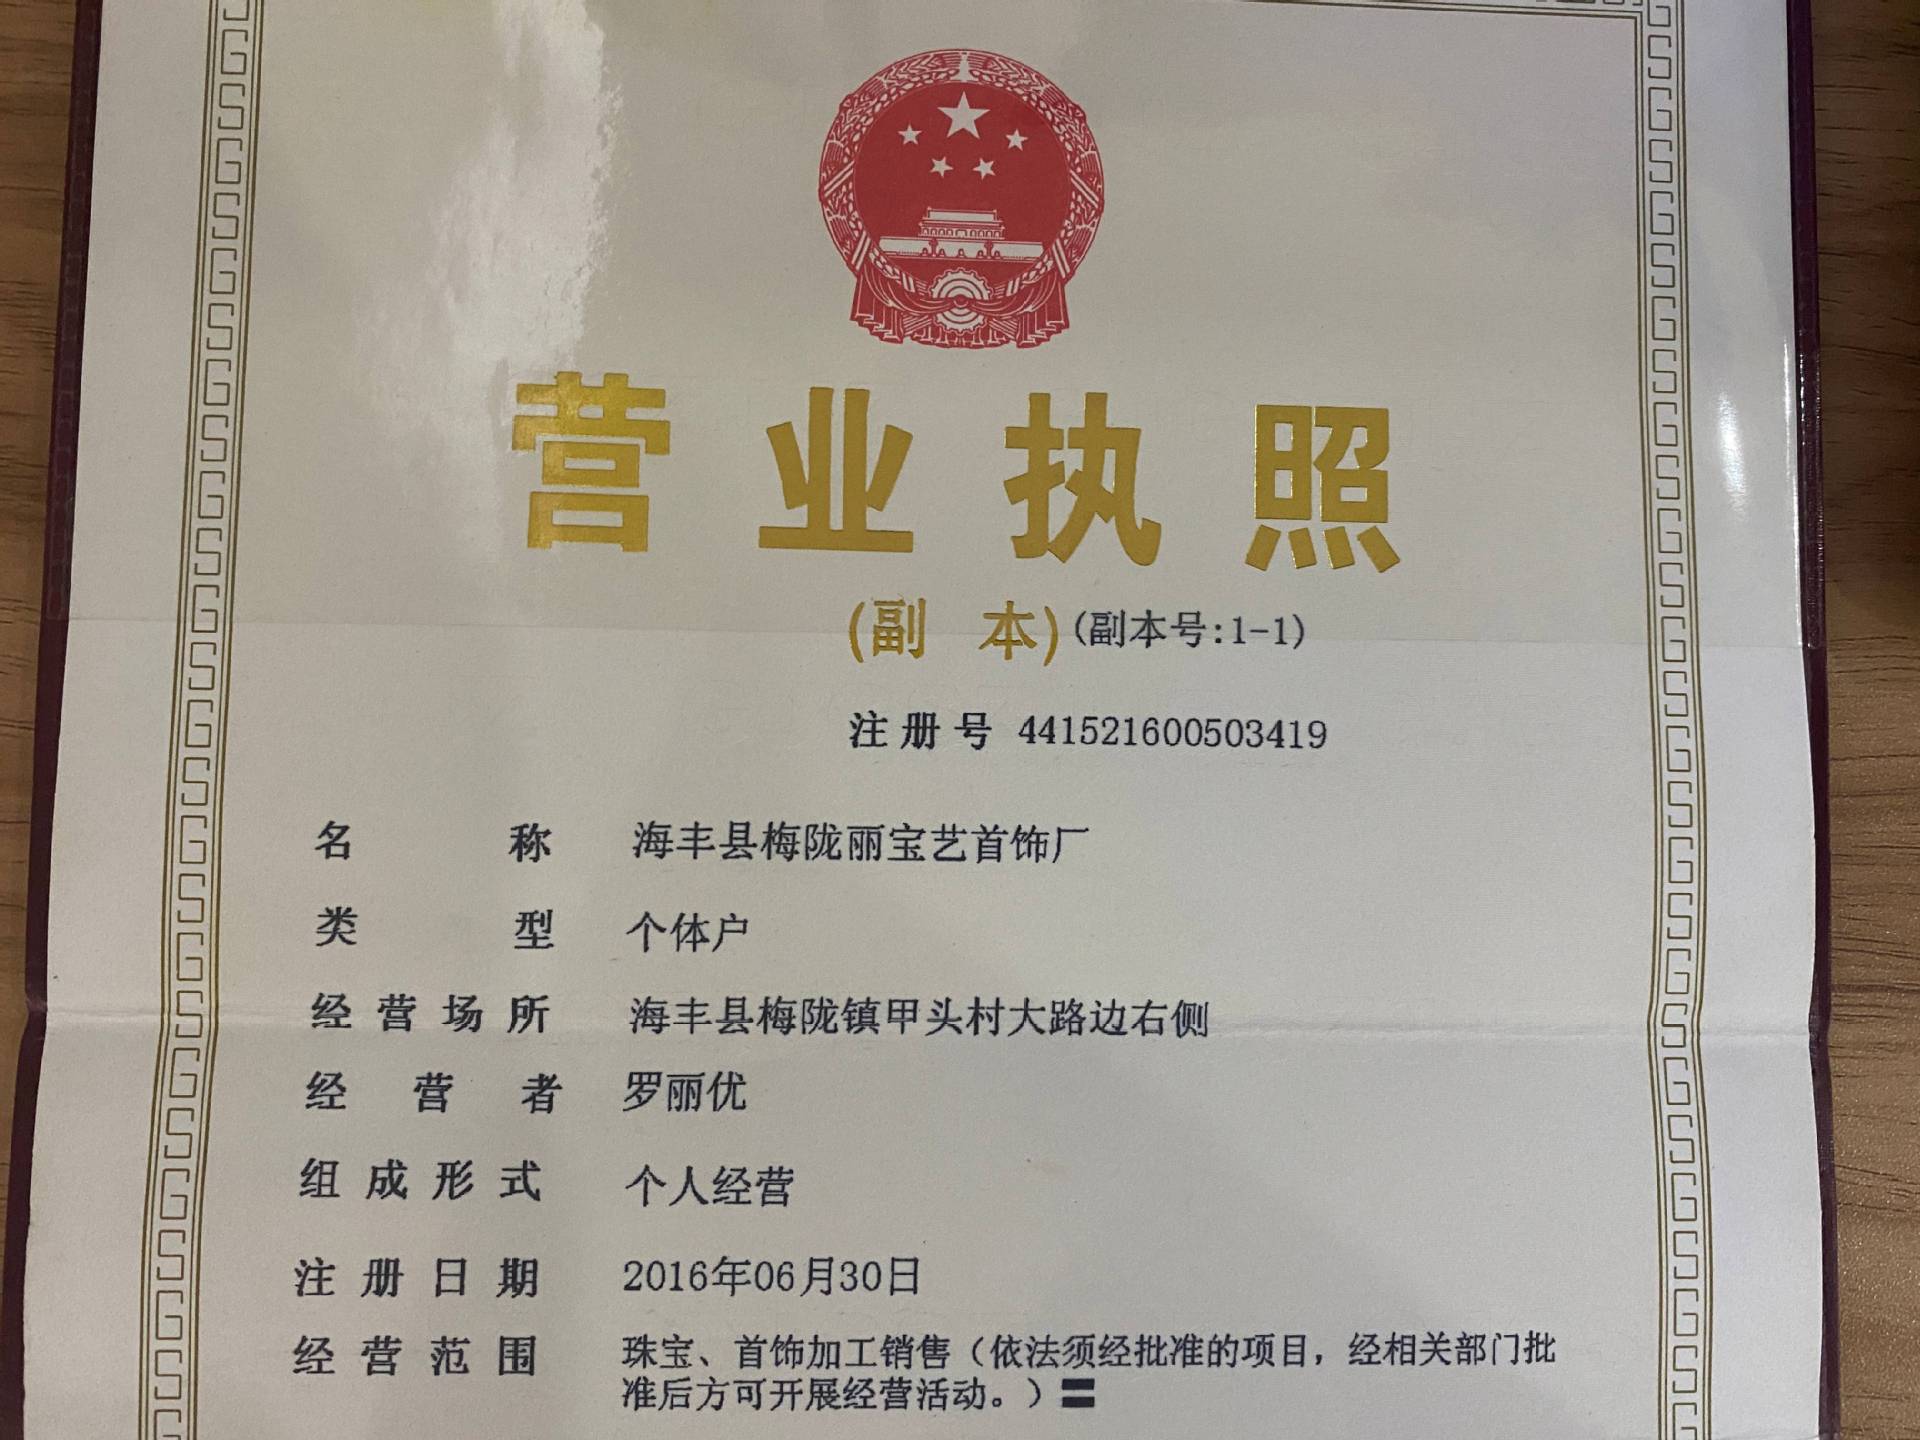 营业执照
(副 本)(副本号:1-1)
注册号 441521600503419
名 称 海丰县梅陇丽宝艺首饰厂
类 型 个体户
经营场所 海丰县梅陇镇甲头村大路边右侧
经营者 罗丽优
组成形式 个人经营
注册日期 2016年06月30日
经营范围 珠宝、首饰加工销售（依法须经批准的项目，经相关部门批
准后方可开展经营活动。）〓